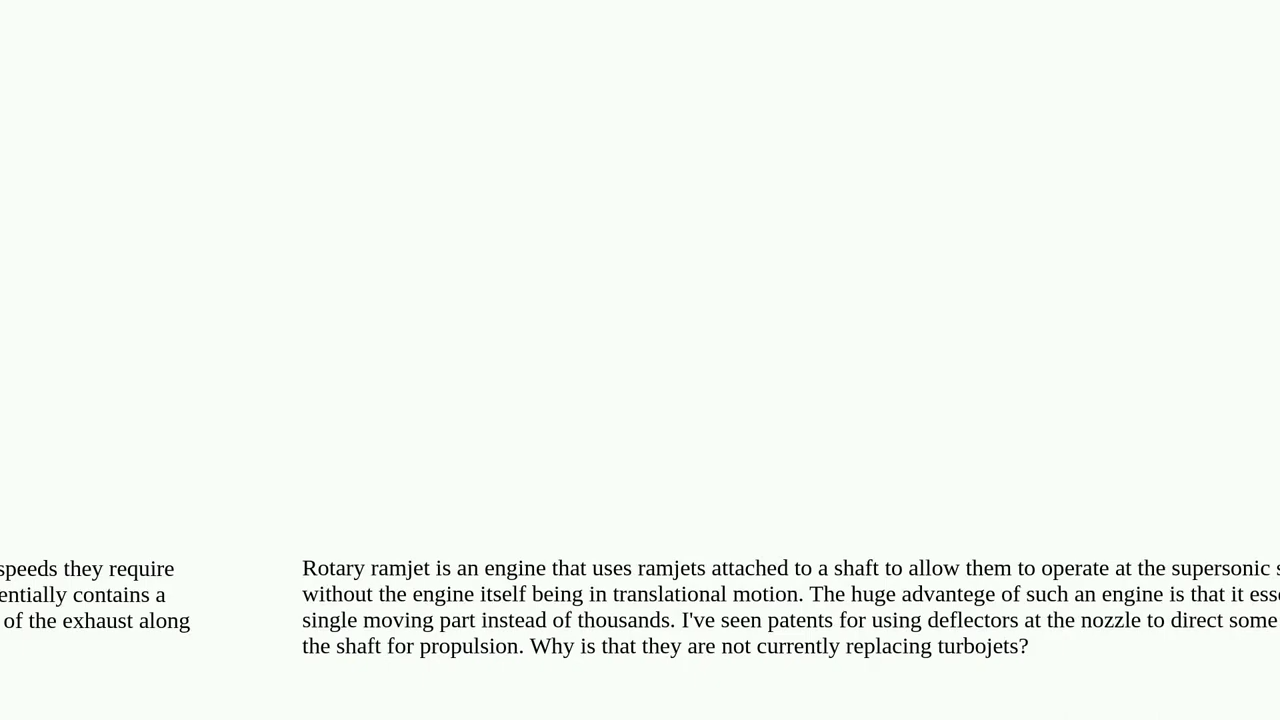 speeds they require
entially contains a
of the exhaust along
Rotary ramjet is an engine that uses ramjets attached to a shaft to allow them to operate at the supersonic s
without the engine itself being in translational motion. The huge advantege of such an engine is that it ess
single moving part instead of thousands. I've seen patents for using deflectors at the nozzle to direct some
the shaft for propulsion. Why is that they are not currently replacing turbojets?